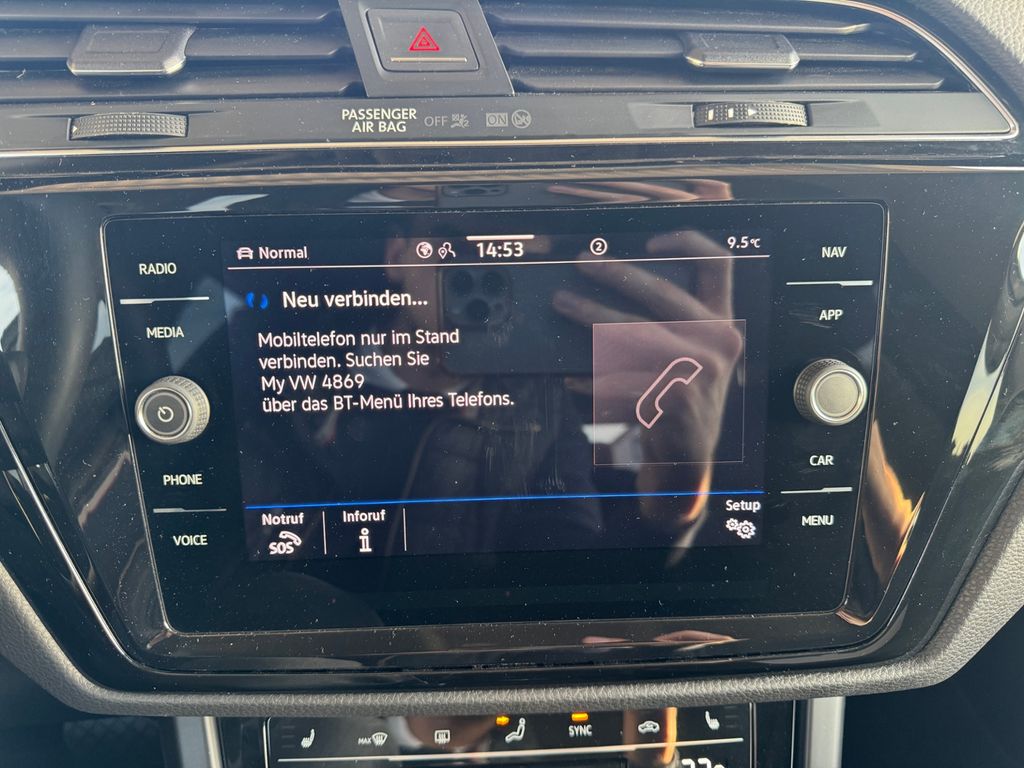 PASSENGER
AIR BAG OFF ON
Normal 14:53 2 9.5°C
RADIO
MEDIA
PHONE
VOICE
Neu verbinden...
Mobiltelefon nur im Stand
verbinden. Suchen Sie
My VW 4869
über das BT-Menü Ihres Telefons.
Notruf
SOS
Inforuf
i
Setup
NAV
APP
CAR
MENU
MAX
SYNC